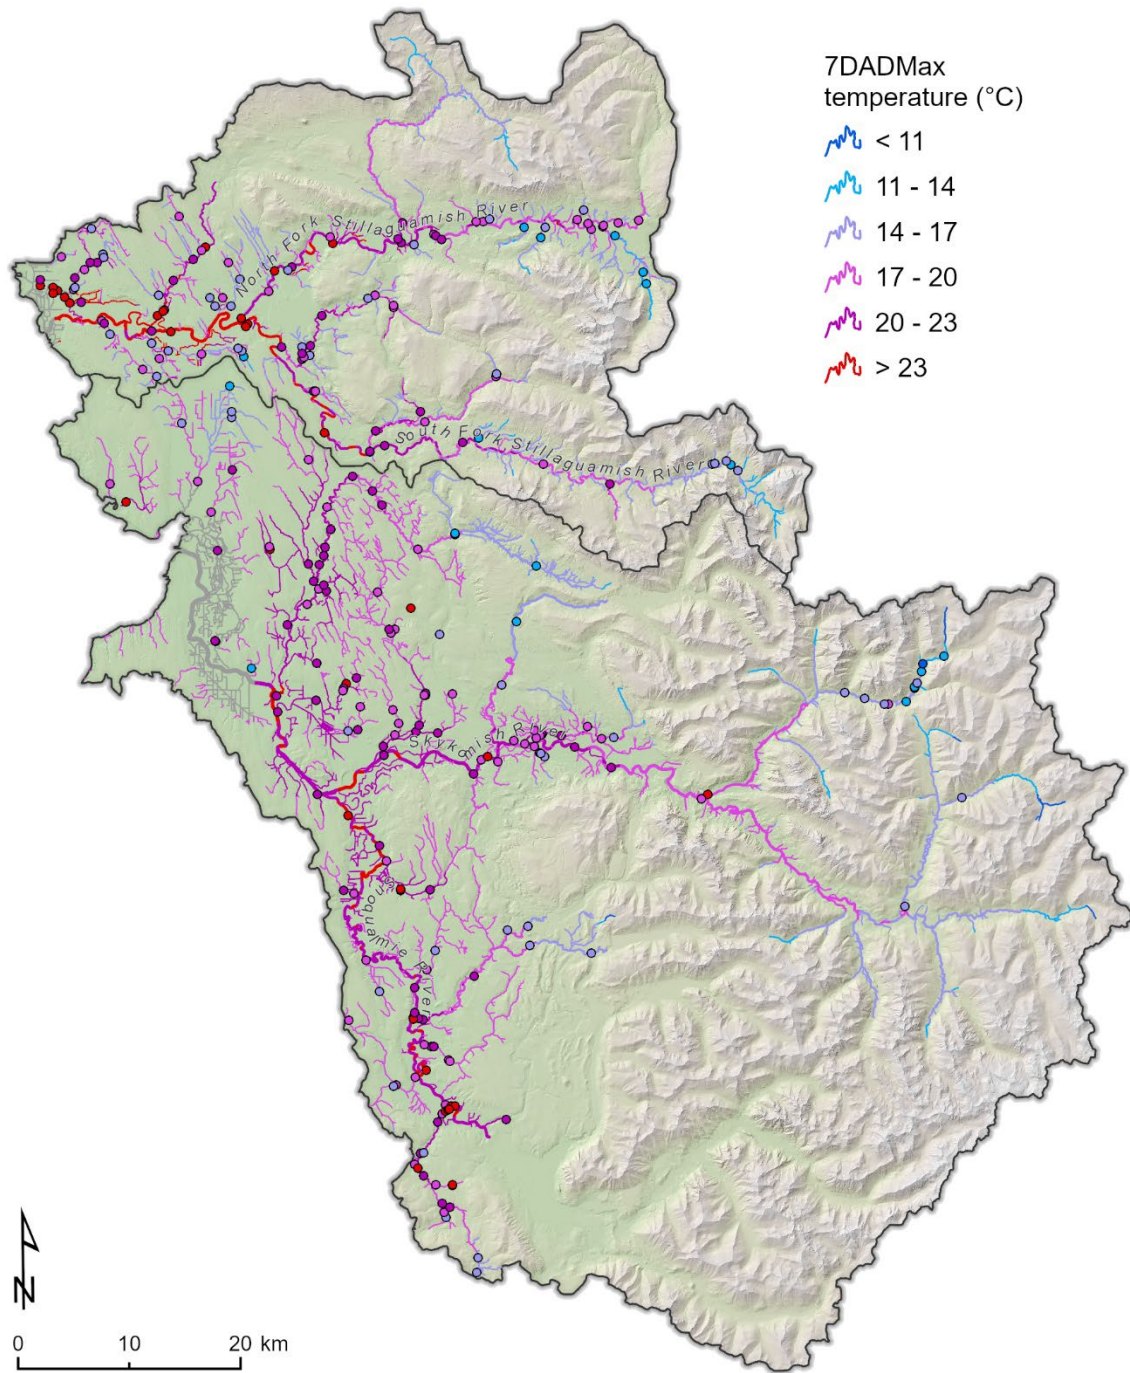 7DADMax
temperature (°C)
< 11
11 - 14
14 - 17
17 - 20
20 - 23
> 23
North Fork Stillaguamish River
South Fork Stillaguamish River
Skykomish River
Snoqualmie River
N
0 10 20 km